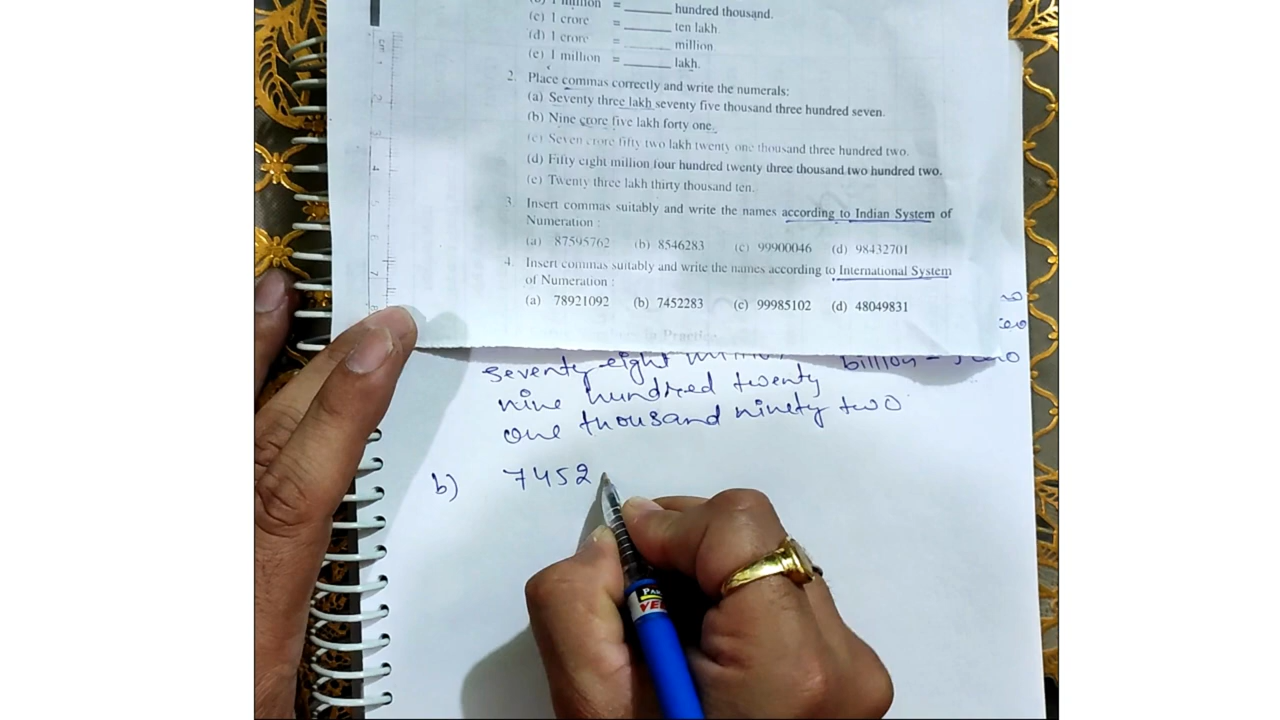 (b) 1 million = ______ hundred thousand.
(c) 1 crore = ______ ten lakh
(d) 1 crore = ______ million
(e) 1 million = ______ lakh.
2. Place commas correctly and write the numerals:
(a) Seventy three lakh seventy five thousand three hundred seven.
(b) Nine crore five lakh forty one.
(c) Seven crore fifty two lakh twenty one thousand three hundred two.
(d) Fifty eight million four hundred twenty three thousand two hundred two.
(e) Twenty three lakh thirty thousand ten.
3. Insert commas suitably and write the names according to Indian System of
Numeration :
(a) 87595762 (b) 8546283 (c) 99900046 (d) 98432701
4. Insert commas suitably and write the names according to International System
of Numeration :
(a) 78921092 (b) 7452283 (c) 99985102 (d) 48049831
seventy eight billion -
nine hundred twenty
one thousand ninety two
b) 7452